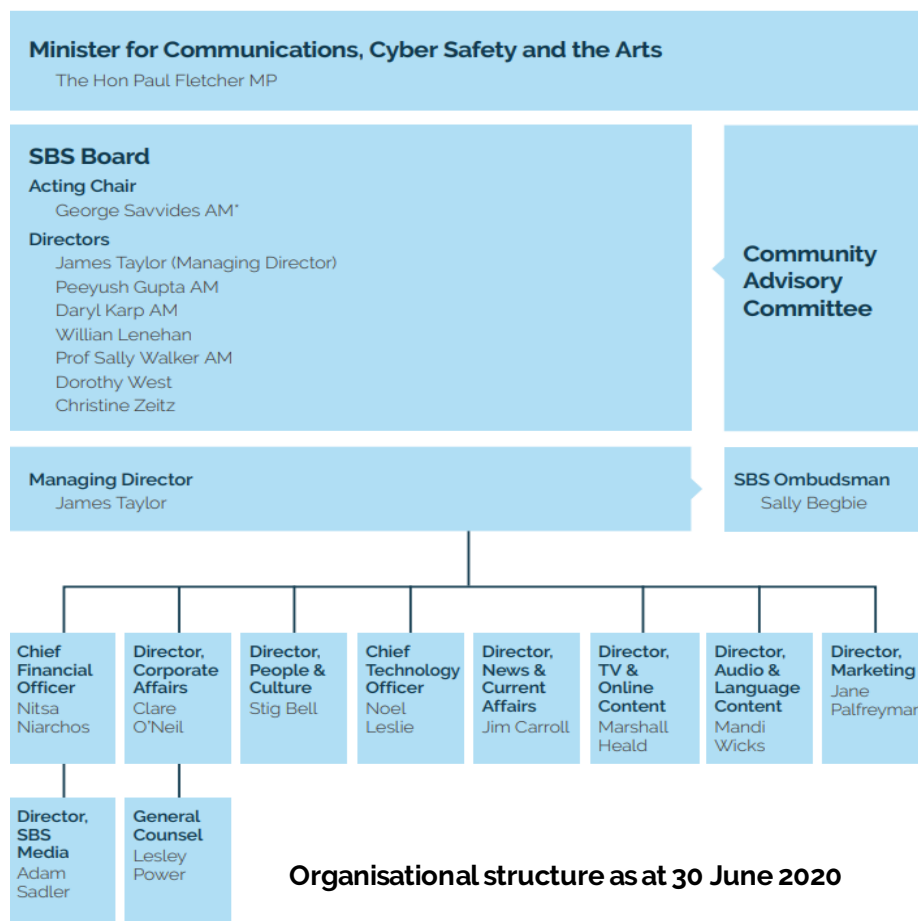 Minister for Communications, Cyber Safety and the Arts
The Hon Paul Fletcher MP
SBS Board
Acting Chair
George Savvides AM*
Directors
James Taylor (Managing Director)
Peeyush Gupta AM
Daryl Karp AM
Willian Lenehan
Prof Sally Walker AM
Dorothy West
Christine Zeitz
Community
Advisory
Committee
Managing Director
James Taylor
SBS Ombudsman
Sally Begbie
Chief
Financial
Officer
Nitsa
Niarchos
Director,
Corporate
Affairs
Clare
O'Neil
Director,
People &
Culture
Stig Bell
Chief
Technology
Officer
Noel
Leslie
Director,
News &
Current
Affairs
Jim Carroll
Director,
TV &
Online
Content
Marshall
Heald
Director,
Audio &
Language
Content
Mandi
Wicks
Director,
Marketing
Jane
Palfreyman
Director,
SBS
Media
Adam
Sadler
General
Counsel
Lesley
Power
Organisational structure as at 30 June 2020